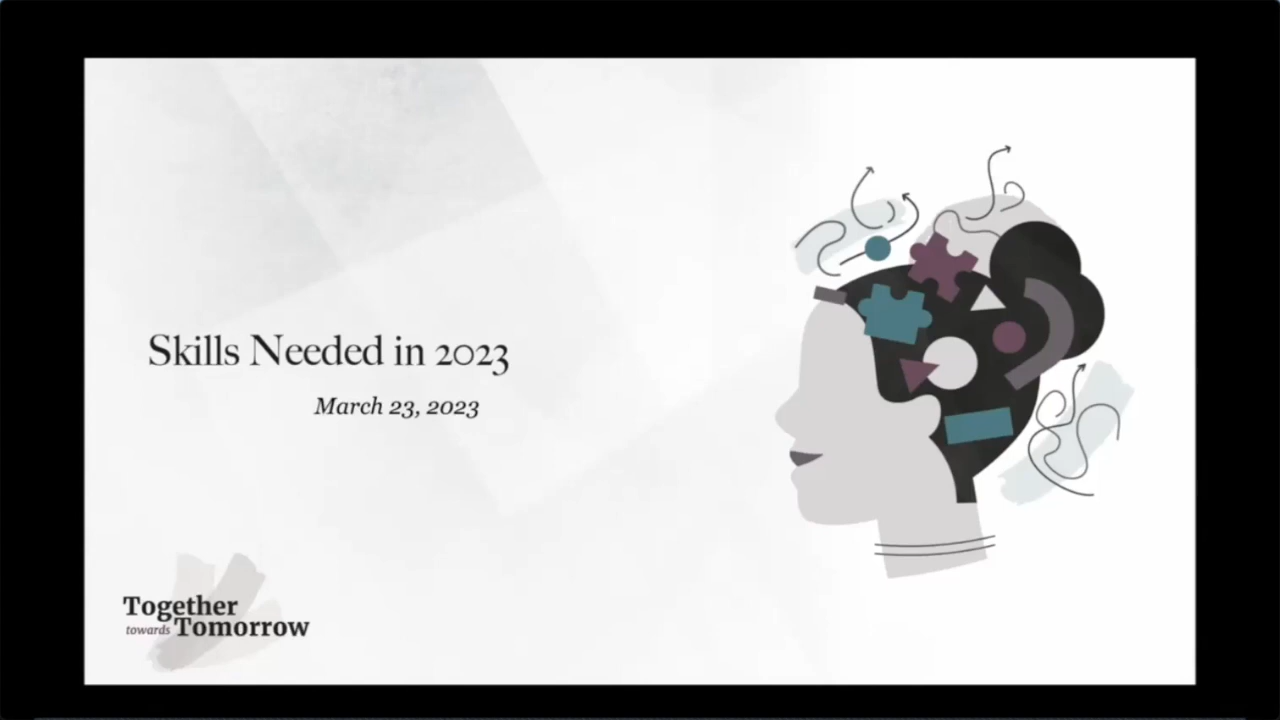 Skills Needed in 2023
March 23, 2023
Together
towards Tomorrow